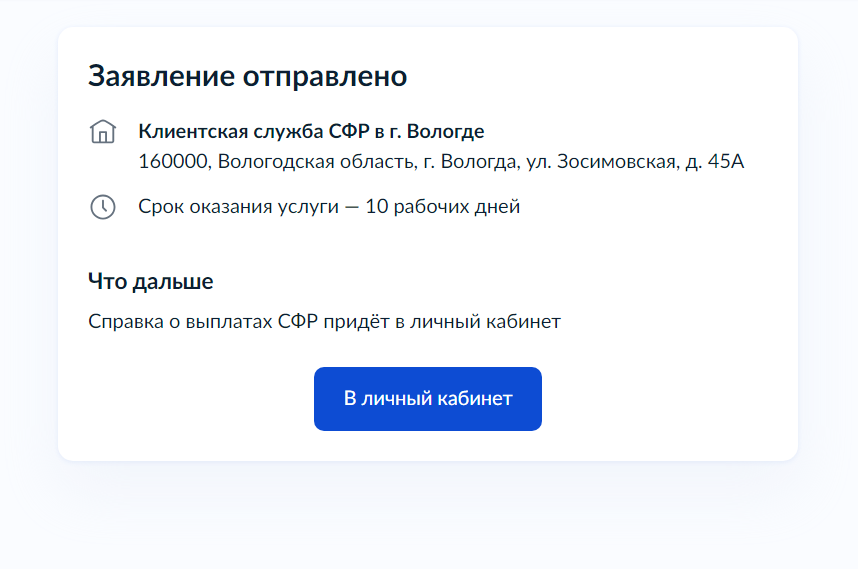 Заявление отправлено
Клиентская служба СФР в г. Вологде
160000, Вологодская область, г. Вологда, ул. Зосимовская, д. 45А
Срок оказания услуги — 10 рабочих дней
Что дальше
Справка о выплатах СФР придёт в личный кабинет
В личный кабинет